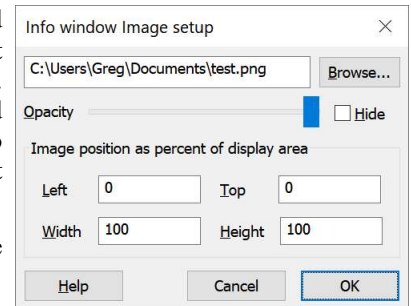 Info window Image setup
C:\Users\Greg\Documents\test.png Browse...
Opacity Hide
Image position as percent of display area
Left 0 Top 0
Width 100 Height 100
Help Cancel OK